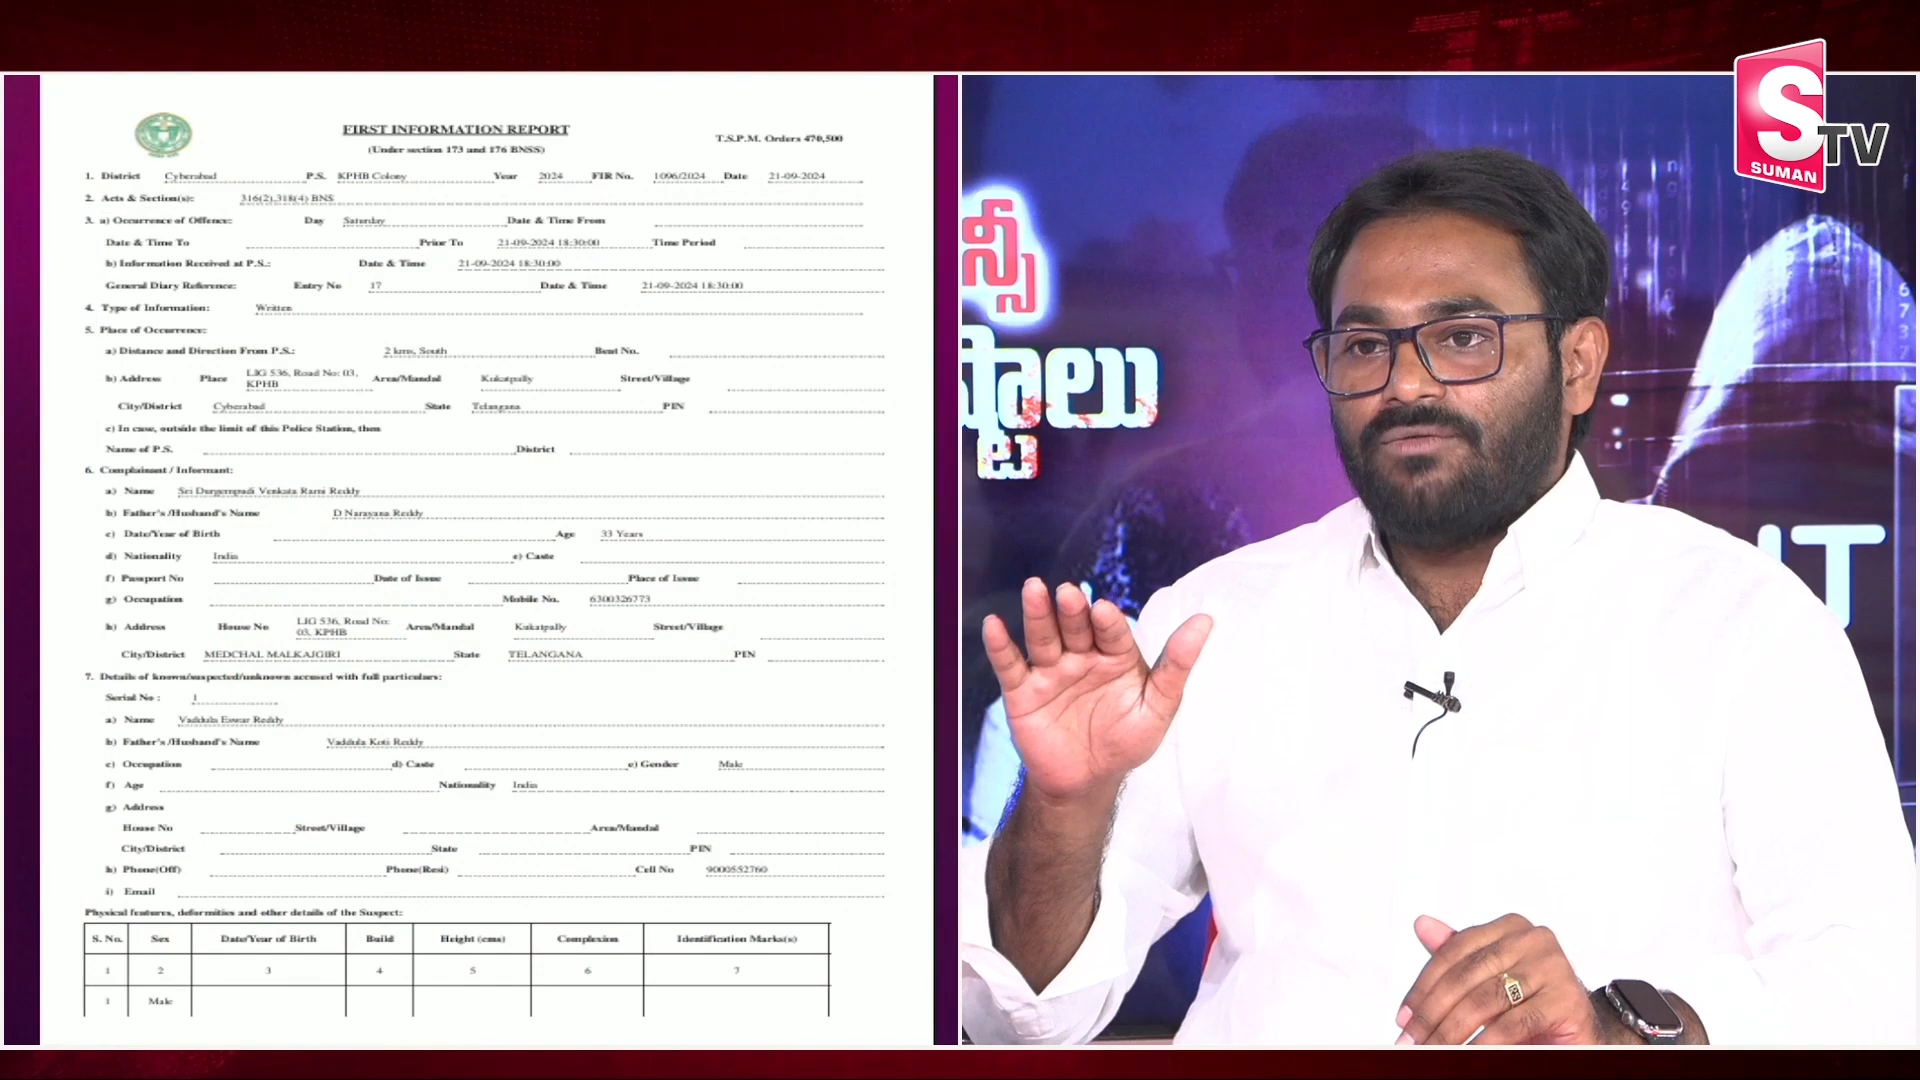 FIRST INFORMATION REPORT
(Under section 173 and 176 BNSS)
T.S.P.M. Orders 470,500
1. District Cyberabad P.S. KPHB Colony Year 2024 FIR No. 1096/2024 Date 21-09-2024
2. Acts & Section(s): 316(2),318(4) BNS
3. a) Occurrence of Offence: Day Saturday Date & Time From
Date & Time To Prior To 21-09-2024 18:30:00 Time Period
b) Information Received at P.S.: Date & Time 21-09-2024 18:30:00
General Diary Reference: Entry No 17 Date & Time 21-09-2024 18:30:00
4. Type of Information: Written
5. Place of Occurrence:
a) Distance and Direction From P.S.: 2 kms, South Beat No.
b) Address Place LIG 536, Road No: 03, KPHB Area/Mandal Kukatpally Street/Village
City/District Cyberabad State Telangana PIN
c) In case, outside the limit of this Police Station, then
Name of P.S. District
6. Complainant / Informant:
a) Name Sri Durgempudi Venkata Rami Reddy
b) Father's /Husband's Name D Narayana Reddy
c) Date/Year of Birth Age 33 Years
d) Nationality India e) Caste
f) Passport No Date of Issue Place of Issue
g) Occupation Mobile No. 6300326773
h) Address House No LIG 536, Road No: 03, KPHB Area/Mandal Kukatpally Street/Village
City/District MEDCHAL MALKAJGIRI State TELANGANA PIN
7. Details of known/suspected/unknown accused with full particulars:
Serial No : 1
a) Name Vaddula Eswar Reddy
b) Father's /Husband's Name Vaddula Koti Reddy
c) Occupation d) Caste e) Gender Male
f) Age Nationality India
g) Address
House No Street/Village Area/Mandal
City/District State PIN
h) Phone(Off) Phone(Resi) Cell No 9000552760
i) Email
Physical features, deformities and other details of the Suspect:
S. No. Sex Date/Year of Birth Build Height (cms) Complexion Identification Marks(s)
1 2 3 4 5 6 7
1 Male
S
SUMAN
TV
న్సీ
ష్టాలు